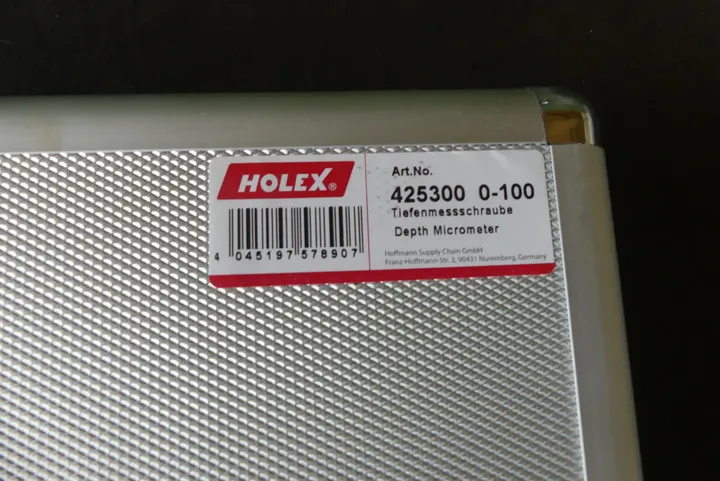 HOLEX®
4 045197 578907
Art.No.
425300 0-100
Tiefenmessschraube
Depth Micrometer
Hoffmann Supply Chain GmbH
Franz-Hoffmann-Str. 3, 90431 Nuremberg, Germany